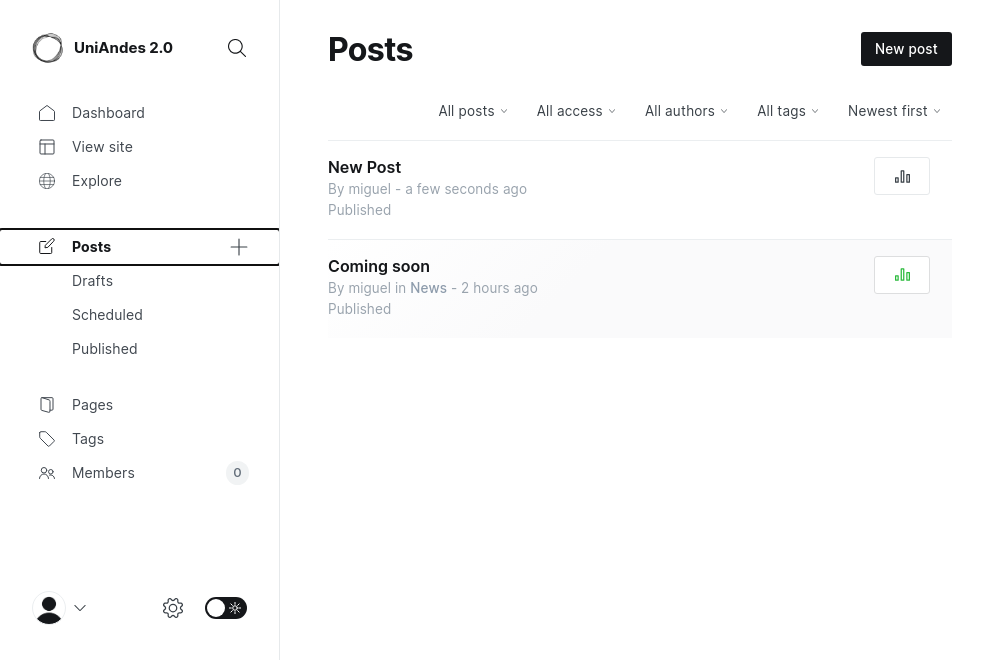 UniAndes 2.0
Dashboard
View site
Explore
Posts
Drafts
Scheduled
Published
Pages
Tags
Members 0
Posts
New post
All posts All access All authors All tags Newest first
New Post
By miguel - a few seconds ago
Published
Coming soon
By miguel in News - 2 hours ago
Published